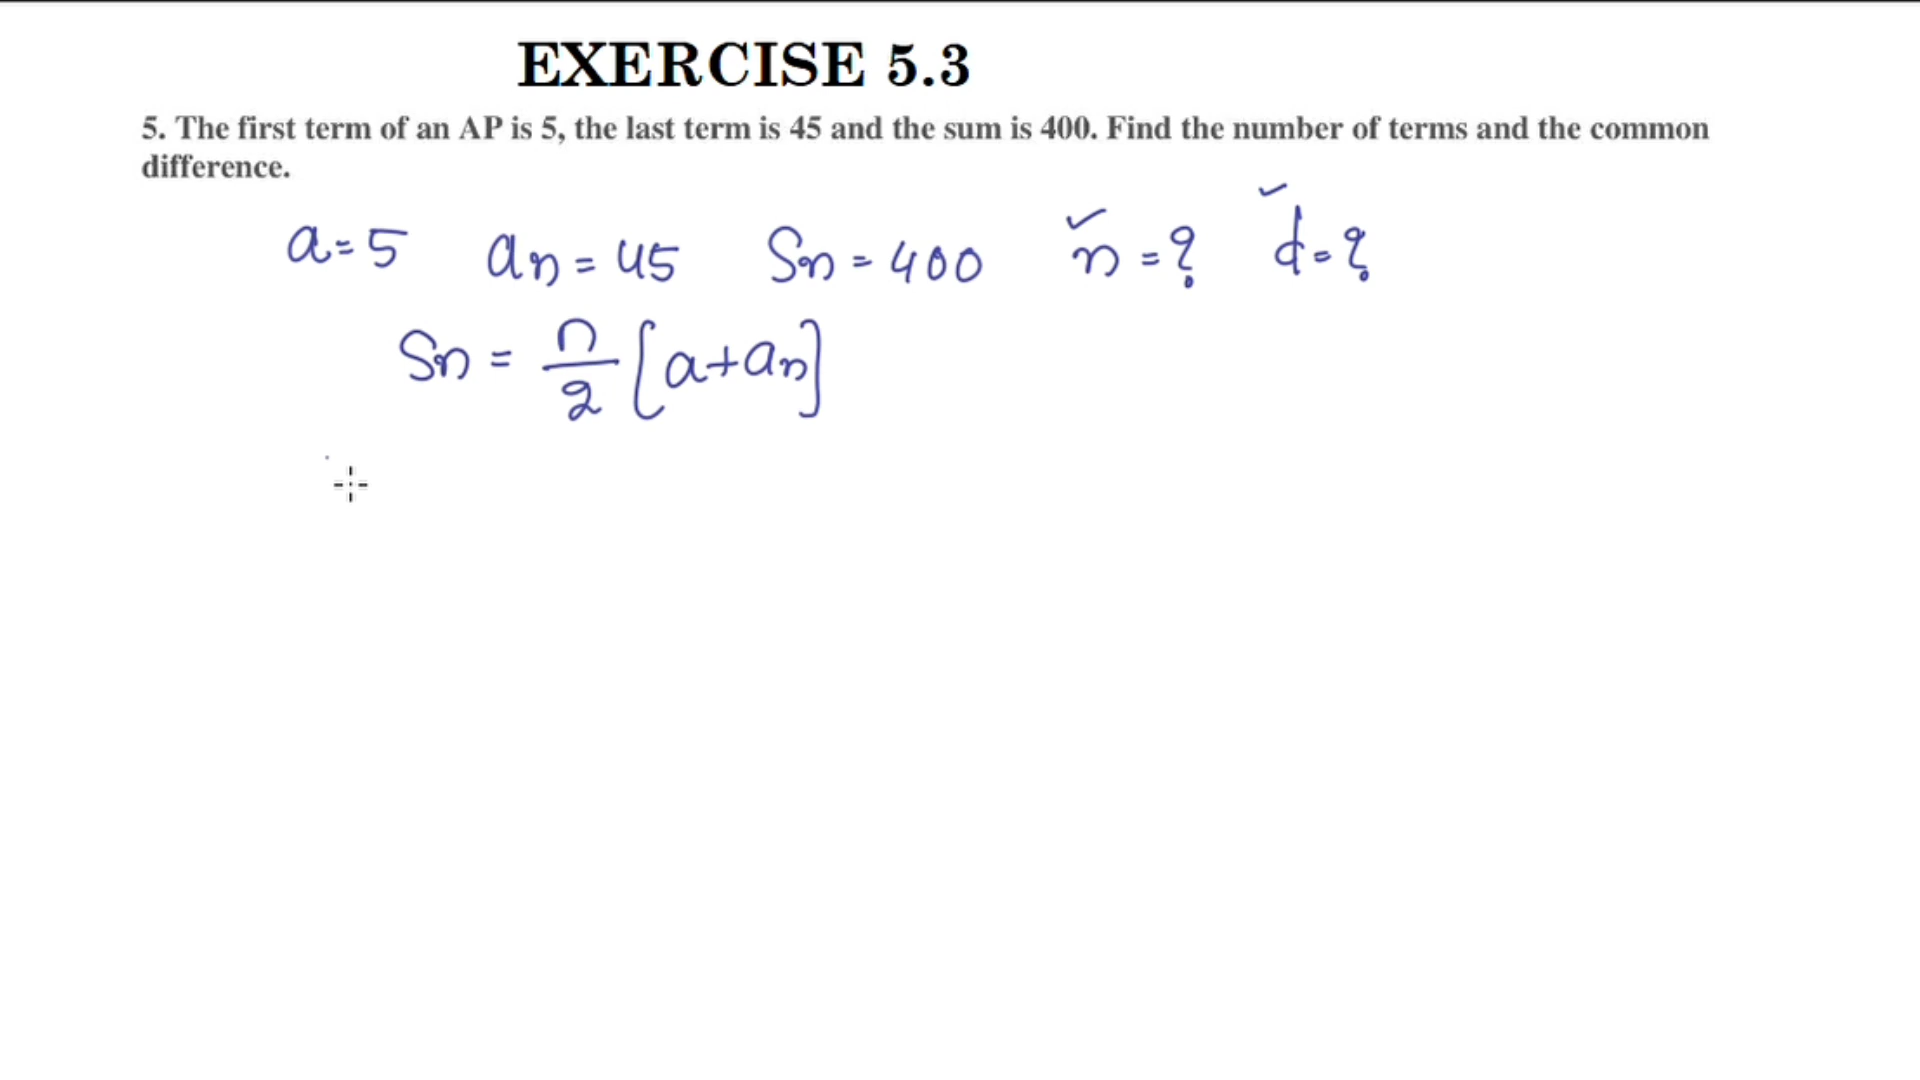 EXERCISE 5.3
5. The first term of an AP is 5, the last term is 45 and the sum is 400. Find the number of terms and the common
difference.
a=5 an=45 Sn=400 n=? d=?
Sn = n/2 [a+an]